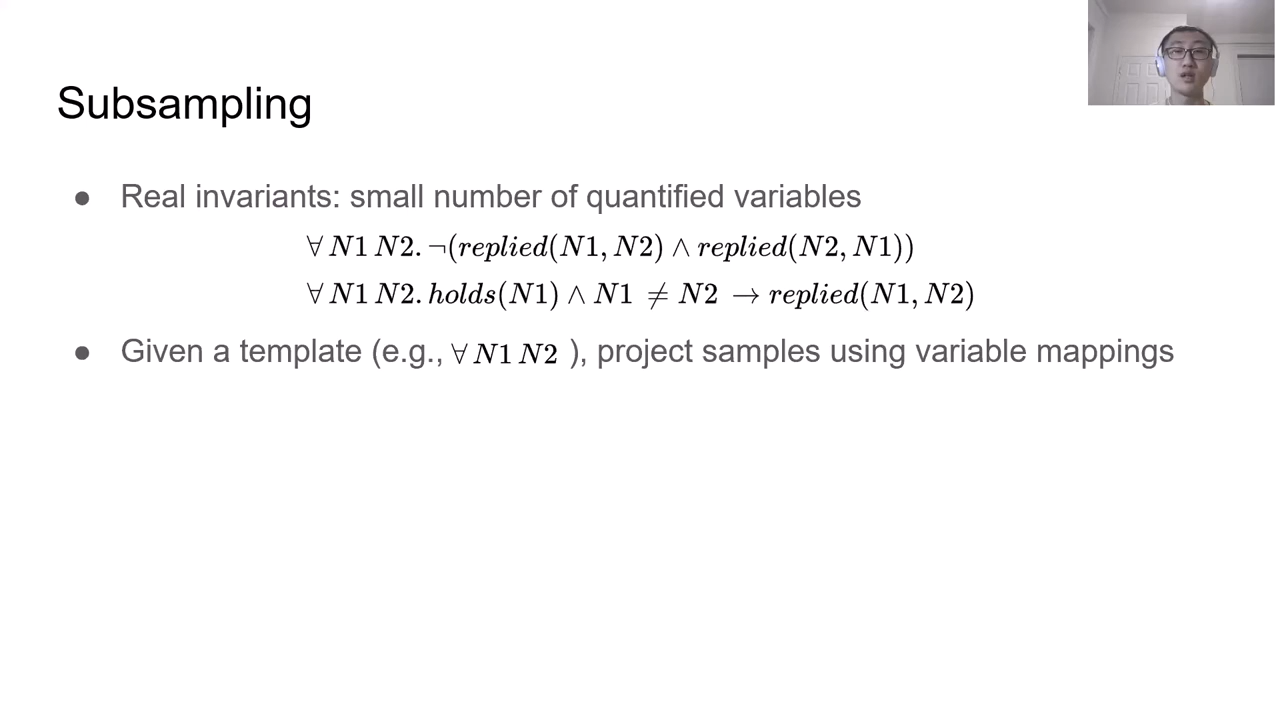 Subsampling
● Real invariants: small number of quantified variables
∀ N1 N2. ¬(replied(N1, N2) ∧ replied(N2, N1))
∀ N1 N2. holds(N1) ∧ N1 ≠ N2 → replied(N1, N2)
● Given a template (e.g., ∀ N1 N2 ), project samples using variable mappings